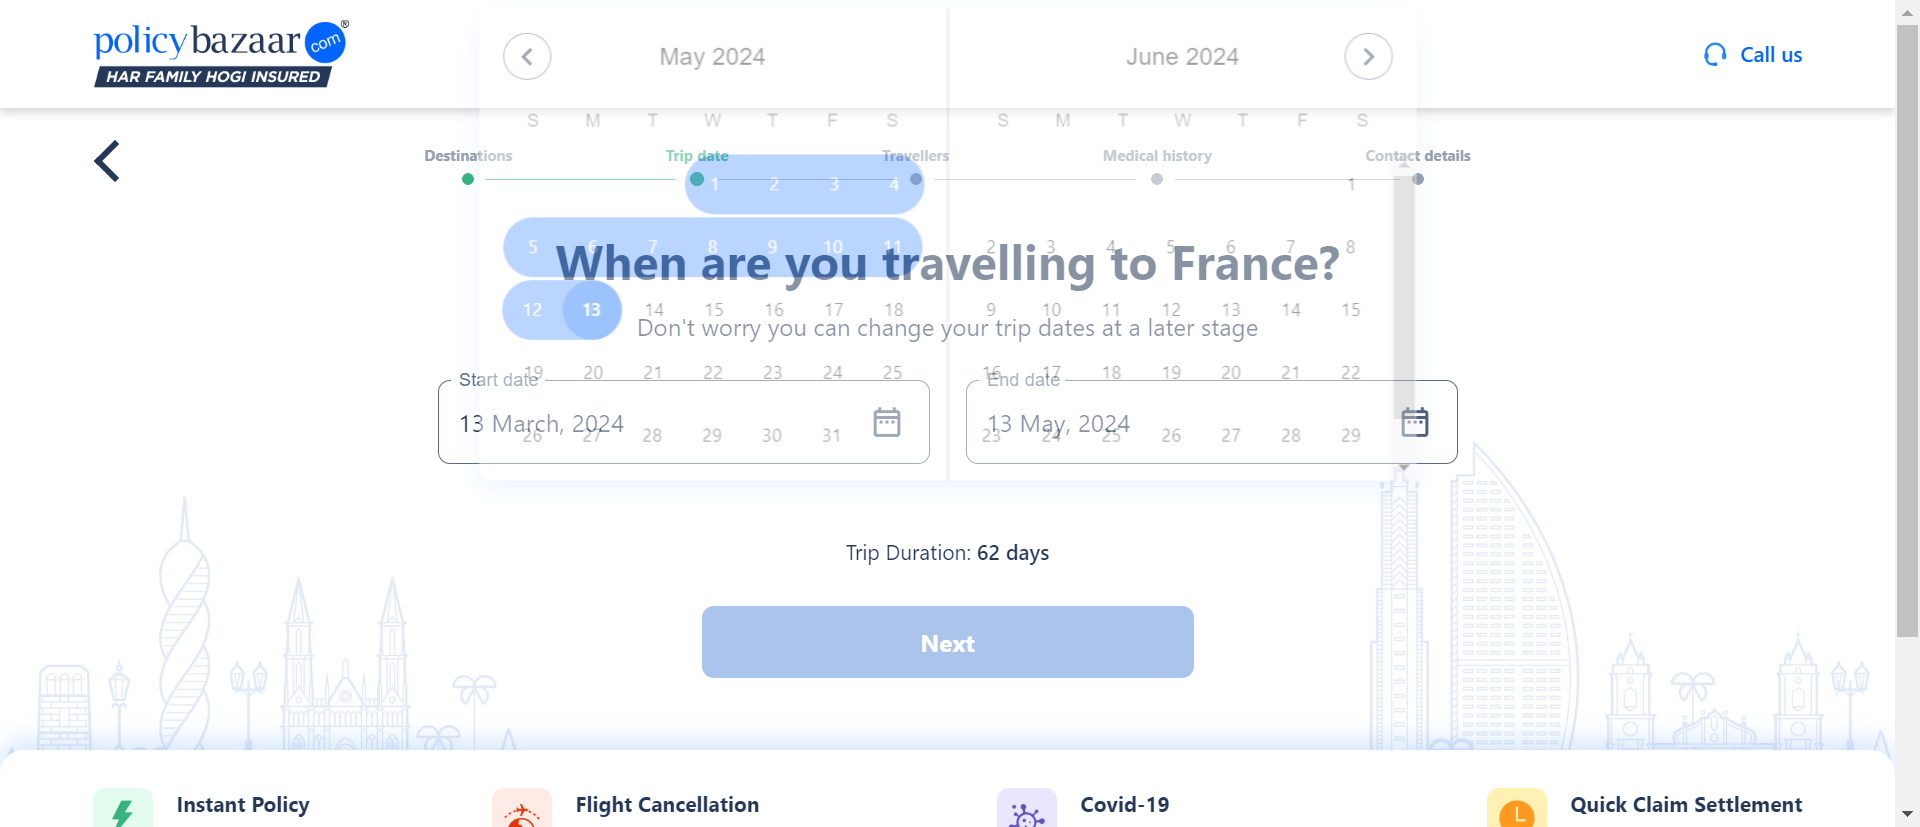 policybazaar.com®
HAR FAMILY HOGI INSURED
Call us
May 2024
June 2024
S M T W T F S
S M T W T F S
Destinations
Trip date
Travellers
Medical history
Contact details
1 2 3 4
1
5 6 7 8 9 10 11
2 3 4 5 6 7 8
When are you travelling to France?
12 13 14 15 16 17 18
9 10 11 12 13 14 15
Don't worry you can change your trip dates at a later stage
19 20 21 22 23 24 25
16 17 18 19 20 21 22
Start date
13 March, 2024
End date
13 May, 2024
26 27 28 29 30 31
23 24 25 26 27 28 29
Trip Duration: 62 days
Next
Instant Policy
Flight Cancellation
Covid-19
Quick Claim Settlement